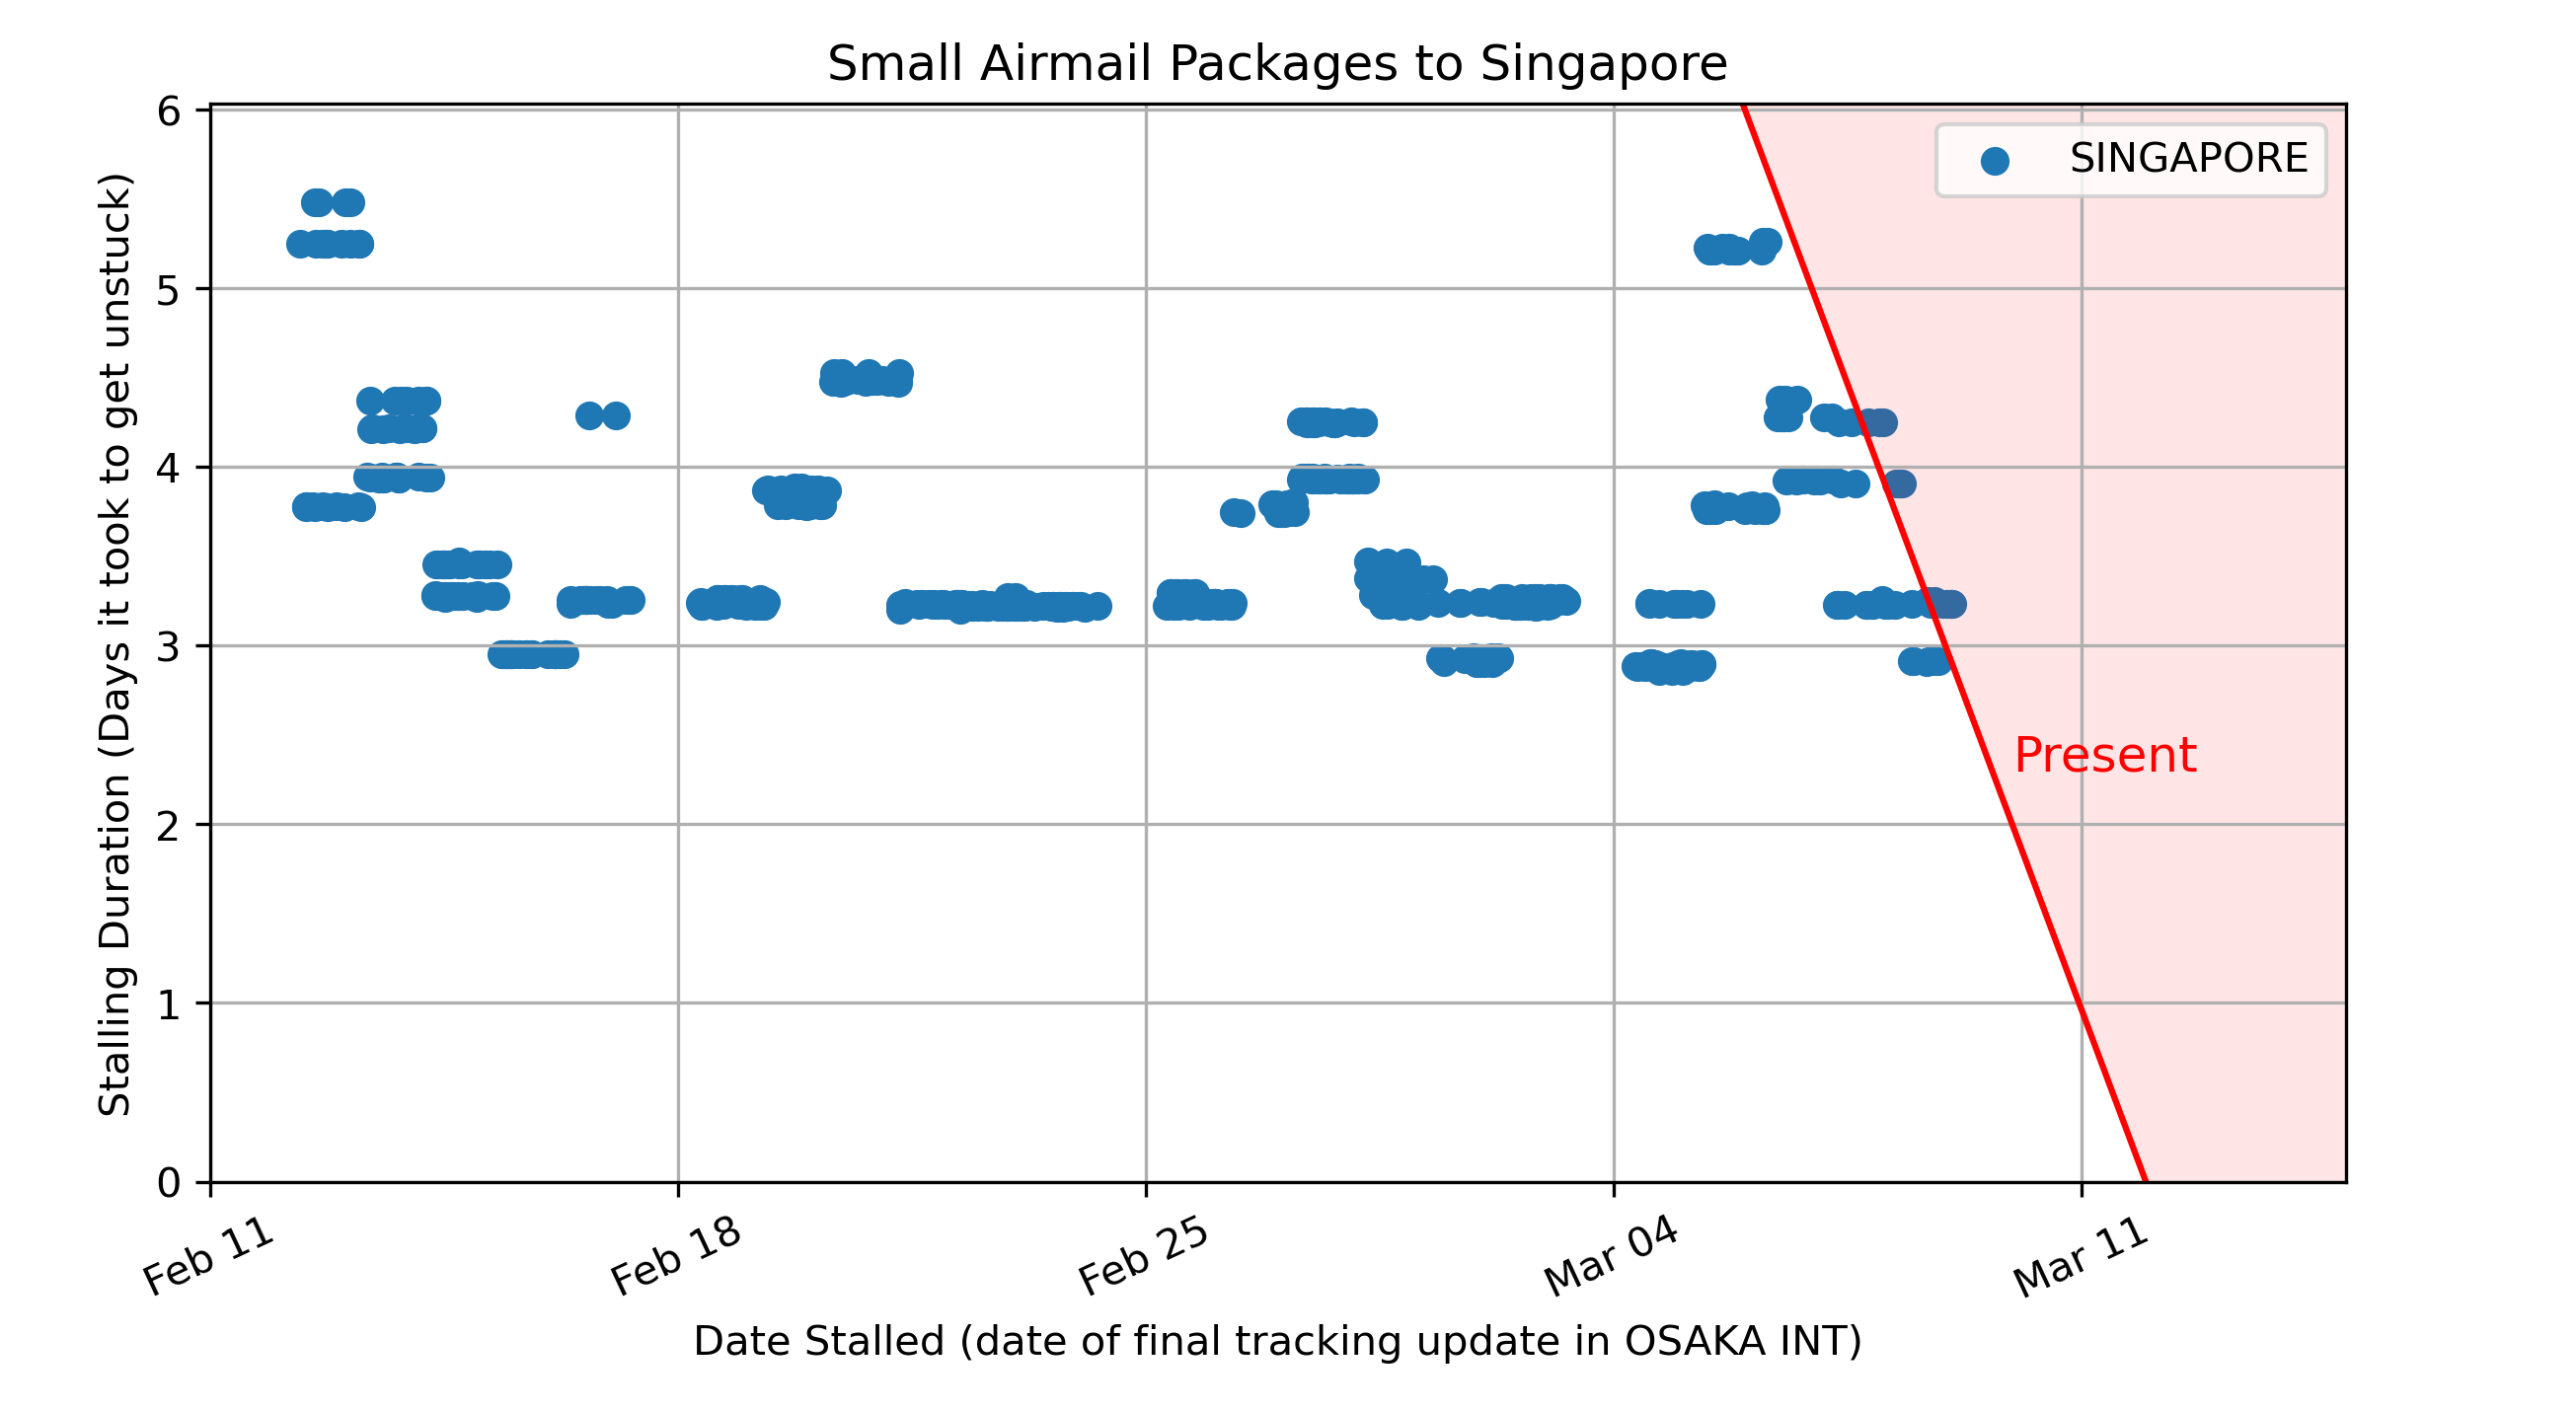 Small Airmail Packages to Singapore
Stalling Duration (Days it took to get unstuck)
6
5
4
3
2
1
0
SINGAPORE
Present
Feb 11
Feb 18
Feb 25
Mar 04
Mar 11
Date Stalled (date of final tracking update in OSAKA INT)